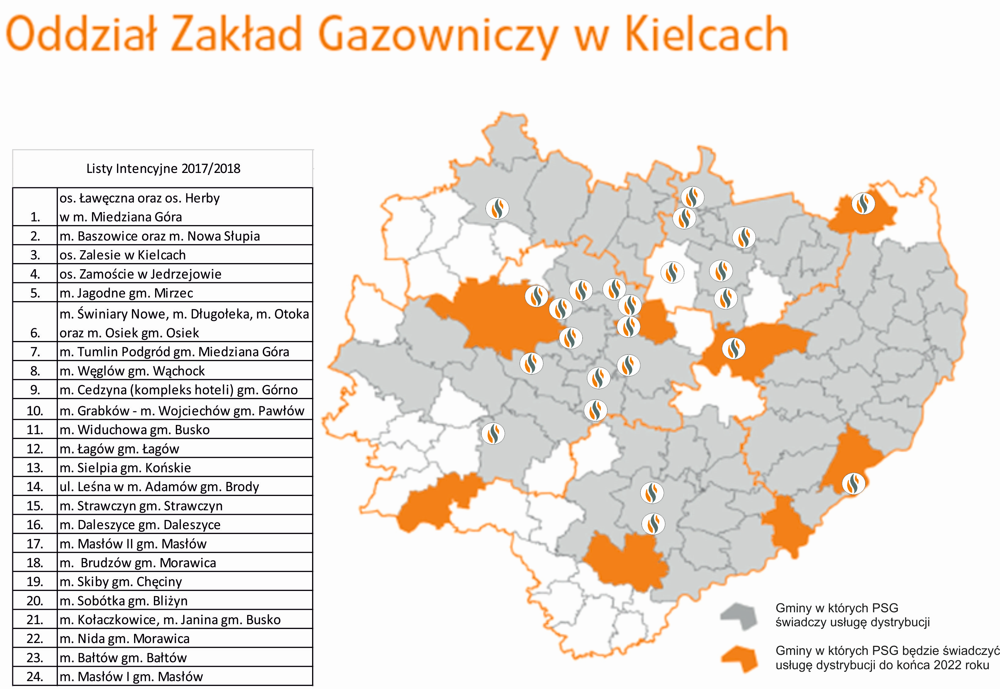 Oddział Zakład Gazowniczy w Kielcach
Listy Intencyjne 2017/2018
1. os. Ławęczna oraz os. Herby
w m. Miedziana Góra
2. m. Baszowice oraz m. Nowa Słupia
3. os. Zalesie w Kielcach
4. os. Zamoście w Jedrzejowie
5. m. Jagodne gm. Mirzec
6. m. Świniary Nowe, m. Długołeka, m. Otoka
oraz m. Osiek gm. Osiek
7. m. Tumlin Podgród gm. Miedziana Góra
8. m. Węglów gm. Wąchock
9. m. Cedzyna (kompleks hoteli) gm. Górno
10. m. Grabków - m. Wojciechów gm. Pawłów
11. m. Widuchowa gm. Busko
12. m. Łagów gm. Łagów
13. m. Sielpia gm. Końskie
14. ul. Leśna w m. Adamów gm. Brody
15. m. Strawczyn gm. Strawczyn
16. m. Daleszyce gm. Daleszyce
17. m. Masłów II gm. Masłów
18. m. Brudzów gm. Morawica
19. m. Skiby gm. Chęciny
20. m. Sobótka gm. Bliżyn
21. m. Kołaczkowice, m. Janina gm. Busko
22. m. Nida gm. Morawica
23. m. Bałtów gm. Bałtów
24. m. Masłów I gm. Masłów
Gminy w których PSG
świadczy usługę dystrybucji
Gminy w których PSG będzie świadczyć
usługę dystrybucji do końca 2022 roku